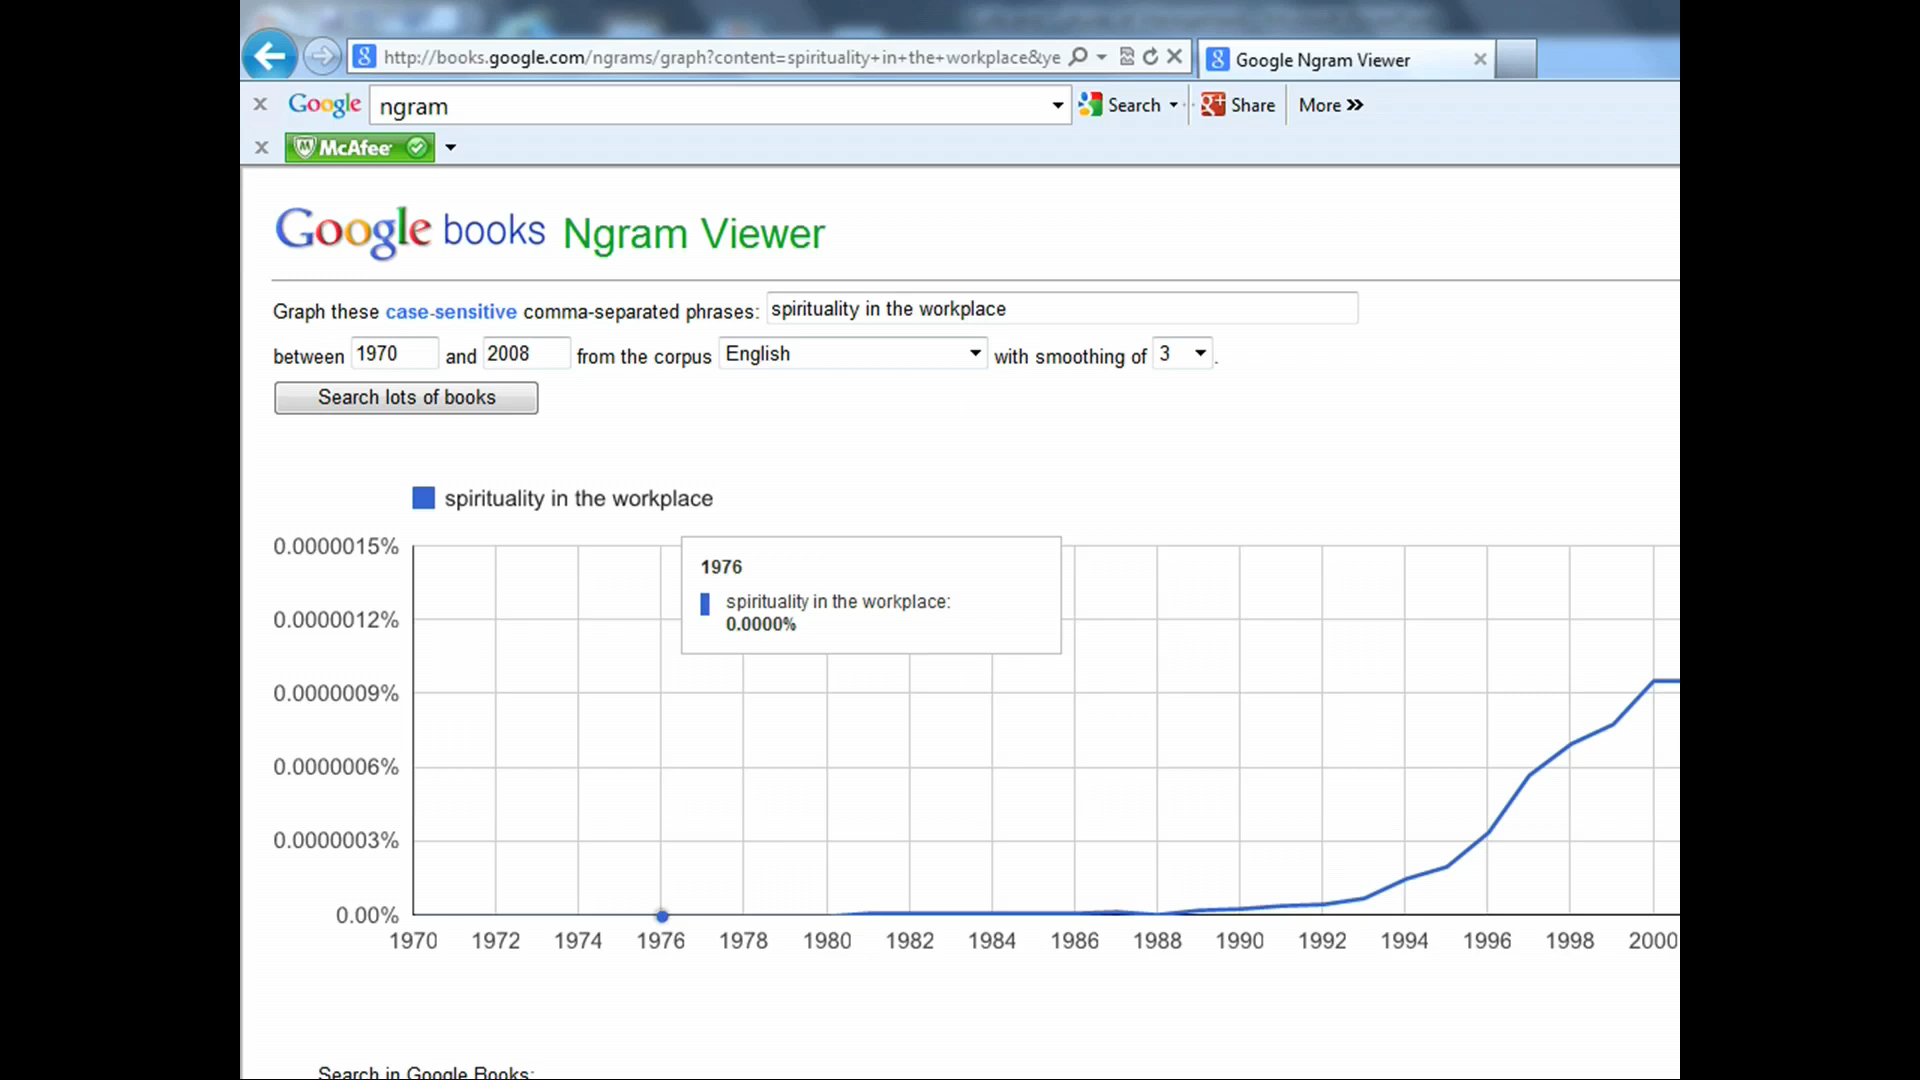 http://books.google.com/ngrams/graph?content=spirituality+in+the+workplace&ye
Google Ngram Viewer
Google ngram Search Share More
McAfee
Google books Ngram Viewer
Graph these case-sensitive comma-separated phrases: spirituality in the workplace
between 1970 and 2008 from the corpus English with smoothing of 3 .
Search lots of books
spirituality in the workplace
0.0000015%
1976
spirituality in the workplace:
0.0000%
0.0000012%
0.0000009%
0.0000006%
0.0000003%
0.00%
1970 1972 1974 1976 1978 1980 1982 1984 1986 1988 1990 1992 1994 1996 1998 2000
Search in Google Books: